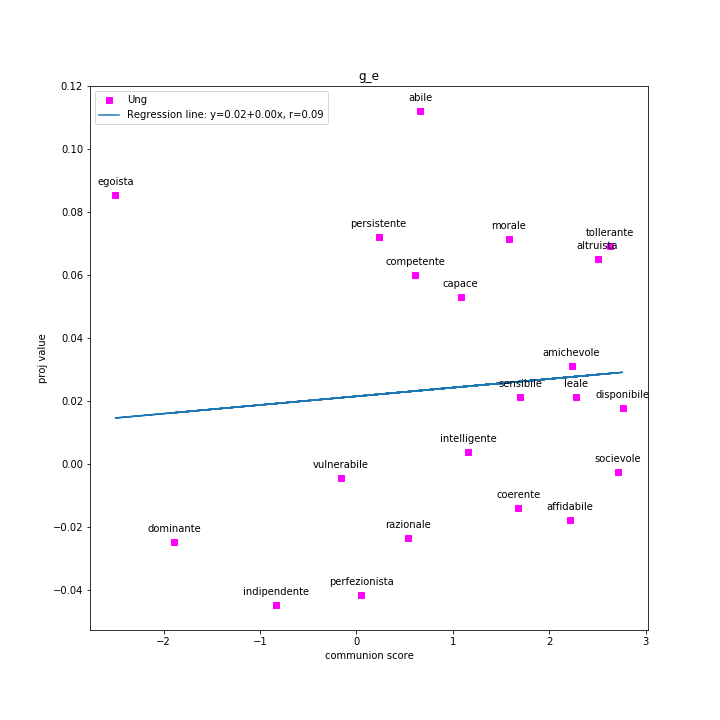 g_e
Ung
Regression line: y=0.02+0.00x, r=0.09
abile
egoista
persistente
morale
tollerante
altruista
competente
capace
amichevole
sensibile
leale
disponibile
intelligente
vulnerabile
socievole
coerente
affidabile
dominante
razionale
perfezionista
indipendente
0.12
0.10
0.08
0.06
0.04
0.02
0.00
−0.02
−0.04
proj value
−2
−1
0
1
2
3
communion score